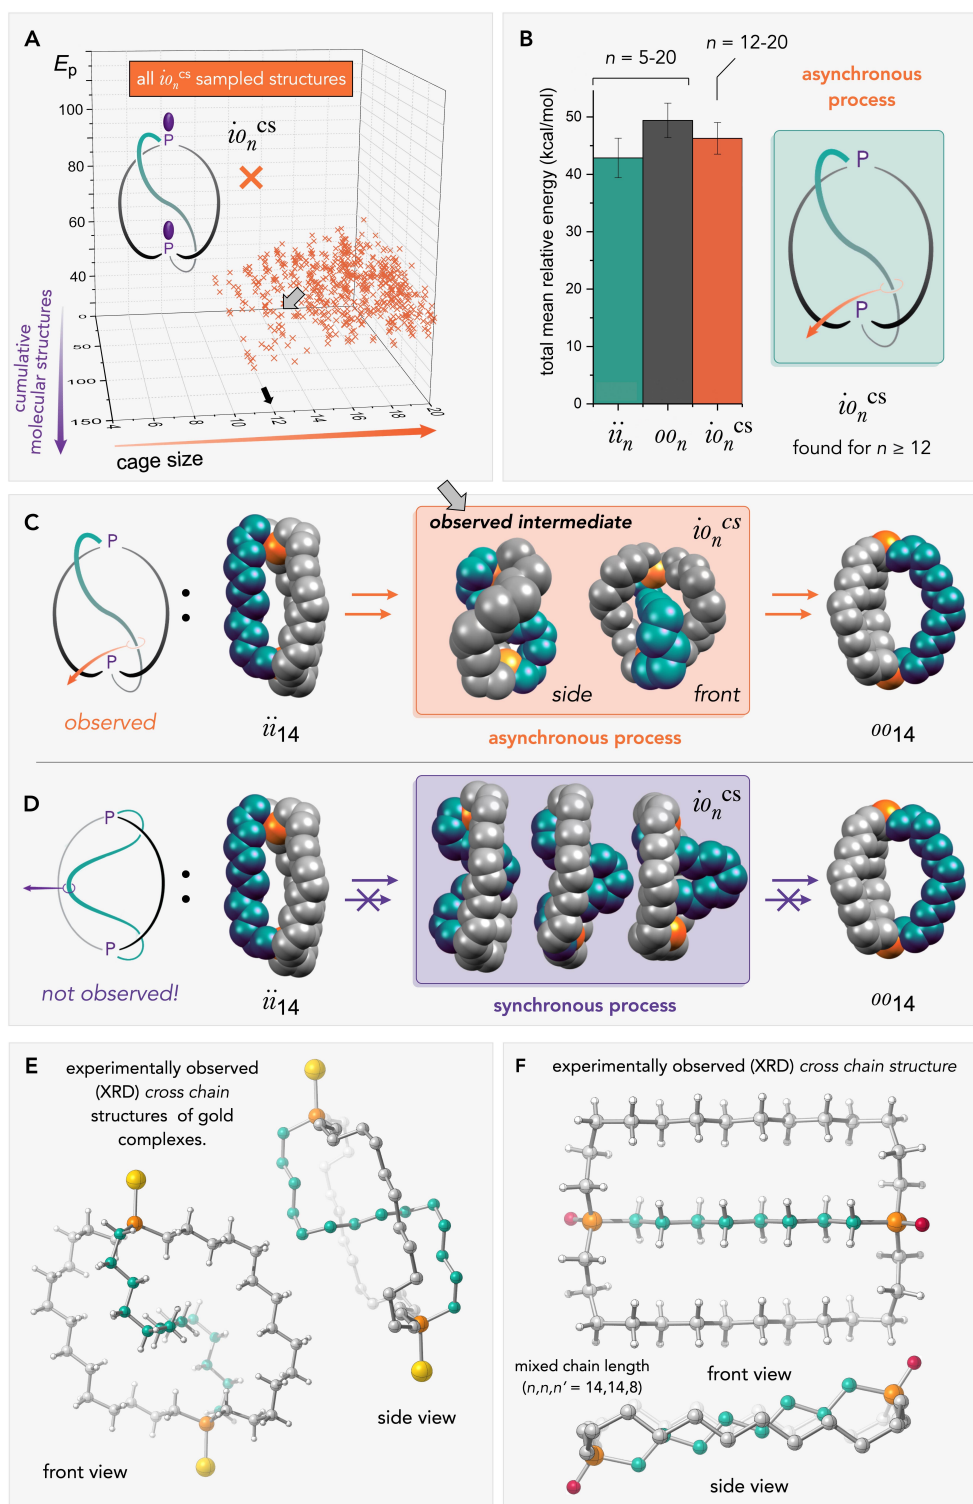 A
E_p
all io_n^cs sampled structures
100
80
60
40
20
0
50
100
150
4
6
8
10
12
14
16
18
20
P
P
io_n^cs
×
cumulative
molecular structures
cage size
B
n = 5-20
n = 12-20
total mean relative energy (kcal/mol)
50
40
30
20
10
0
ïi_n
oo_n
io_n^cs
asynchronous
process
P
P
io_n^cs
found for n ≥ 12
C
P
P
:
observed
ïi14
observed intermediate
io_n^cs
side
front
asynchronous process
oo14
D
P
P
:
not observed!
ïi14
io_n^cs
synchronous process
oo14
E
experimentally observed
(XRD) cross chain
structures of gold
complexes.
front view
side view
F
experimentally observed (XRD) cross chain structure
front view
mixed chain length
(n,n,n′ = 14,14,8)
side view